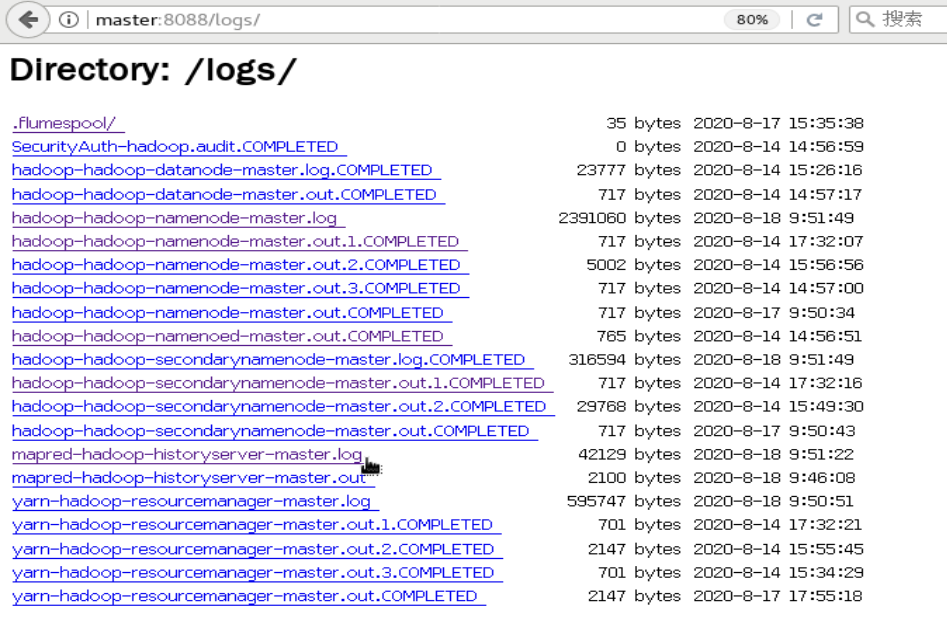 master:8088/logs/ 80% 搜索
Directory: /logs/
.flumespool/ 35 bytes 2020-8-17 15:35:38
SecurityAuth-hadoop.audit.COMPLETED 0 bytes 2020-8-14 14:56:59
hadoop-hadoop-datanode-master.log.COMPLETED 23777 bytes 2020-8-14 15:26:16
hadoop-hadoop-datanode-master.out.COMPLETED 717 bytes 2020-8-14 14:57:17
hadoop-hadoop-namenode-master.log 2391060 bytes 2020-8-18 9:51:49
hadoop-hadoop-namenode-master.out.1.COMPLETED 717 bytes 2020-8-14 17:32:07
hadoop-hadoop-namenode-master.out.2.COMPLETED 5002 bytes 2020-8-14 15:56:56
hadoop-hadoop-namenode-master.out.3.COMPLETED 717 bytes 2020-8-14 14:57:00
hadoop-hadoop-namenode-master.out.COMPLETED 717 bytes 2020-8-17 9:50:34
hadoop-hadoop-namenoed-master.out.COMPLETED 765 bytes 2020-8-14 14:56:51
hadoop-hadoop-secondarynamenode-master.log.COMPLETED 316594 bytes 2020-8-18 9:51:49
hadoop-hadoop-secondarynamenode-master.out.1.COMPLETED 717 bytes 2020-8-14 17:32:16
hadoop-hadoop-secondarynamenode-master.out.2.COMPLETED 29768 bytes 2020-8-14 15:49:30
hadoop-hadoop-secondarynamenode-master.out.COMPLETED 717 bytes 2020-8-17 9:50:43
mapred-hadoop-historyserver-master.log 42129 bytes 2020-8-18 9:51:22
mapred-hadoop-historyserver-master.out 2100 bytes 2020-8-18 9:46:08
yarn-hadoop-resourcemanager-master.log 595747 bytes 2020-8-18 9:50:51
yarn-hadoop-resourcemanager-master.out.1.COMPLETED 701 bytes 2020-8-14 17:32:21
yarn-hadoop-resourcemanager-master.out.2.COMPLETED 2147 bytes 2020-8-14 15:55:45
yarn-hadoop-resourcemanager-master.out.3.COMPLETED 701 bytes 2020-8-14 15:34:29
yarn-hadoop-resourcemanager-master.out.COMPLETED 2147 bytes 2020-8-17 17:55:18